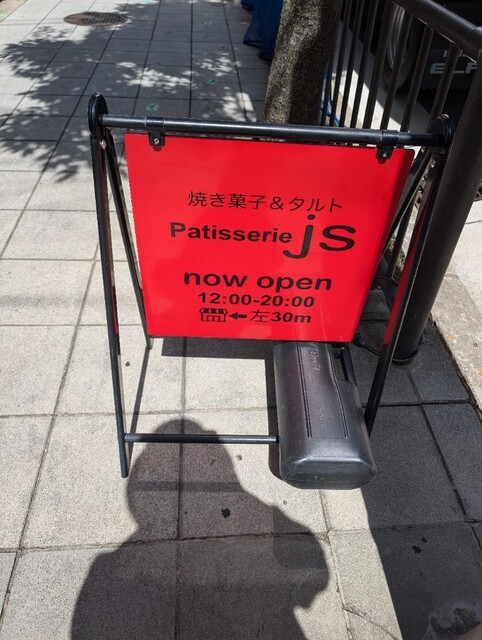 焼き菓子&タルト
Patisserie js
now open
12:00-20:00
←左30m